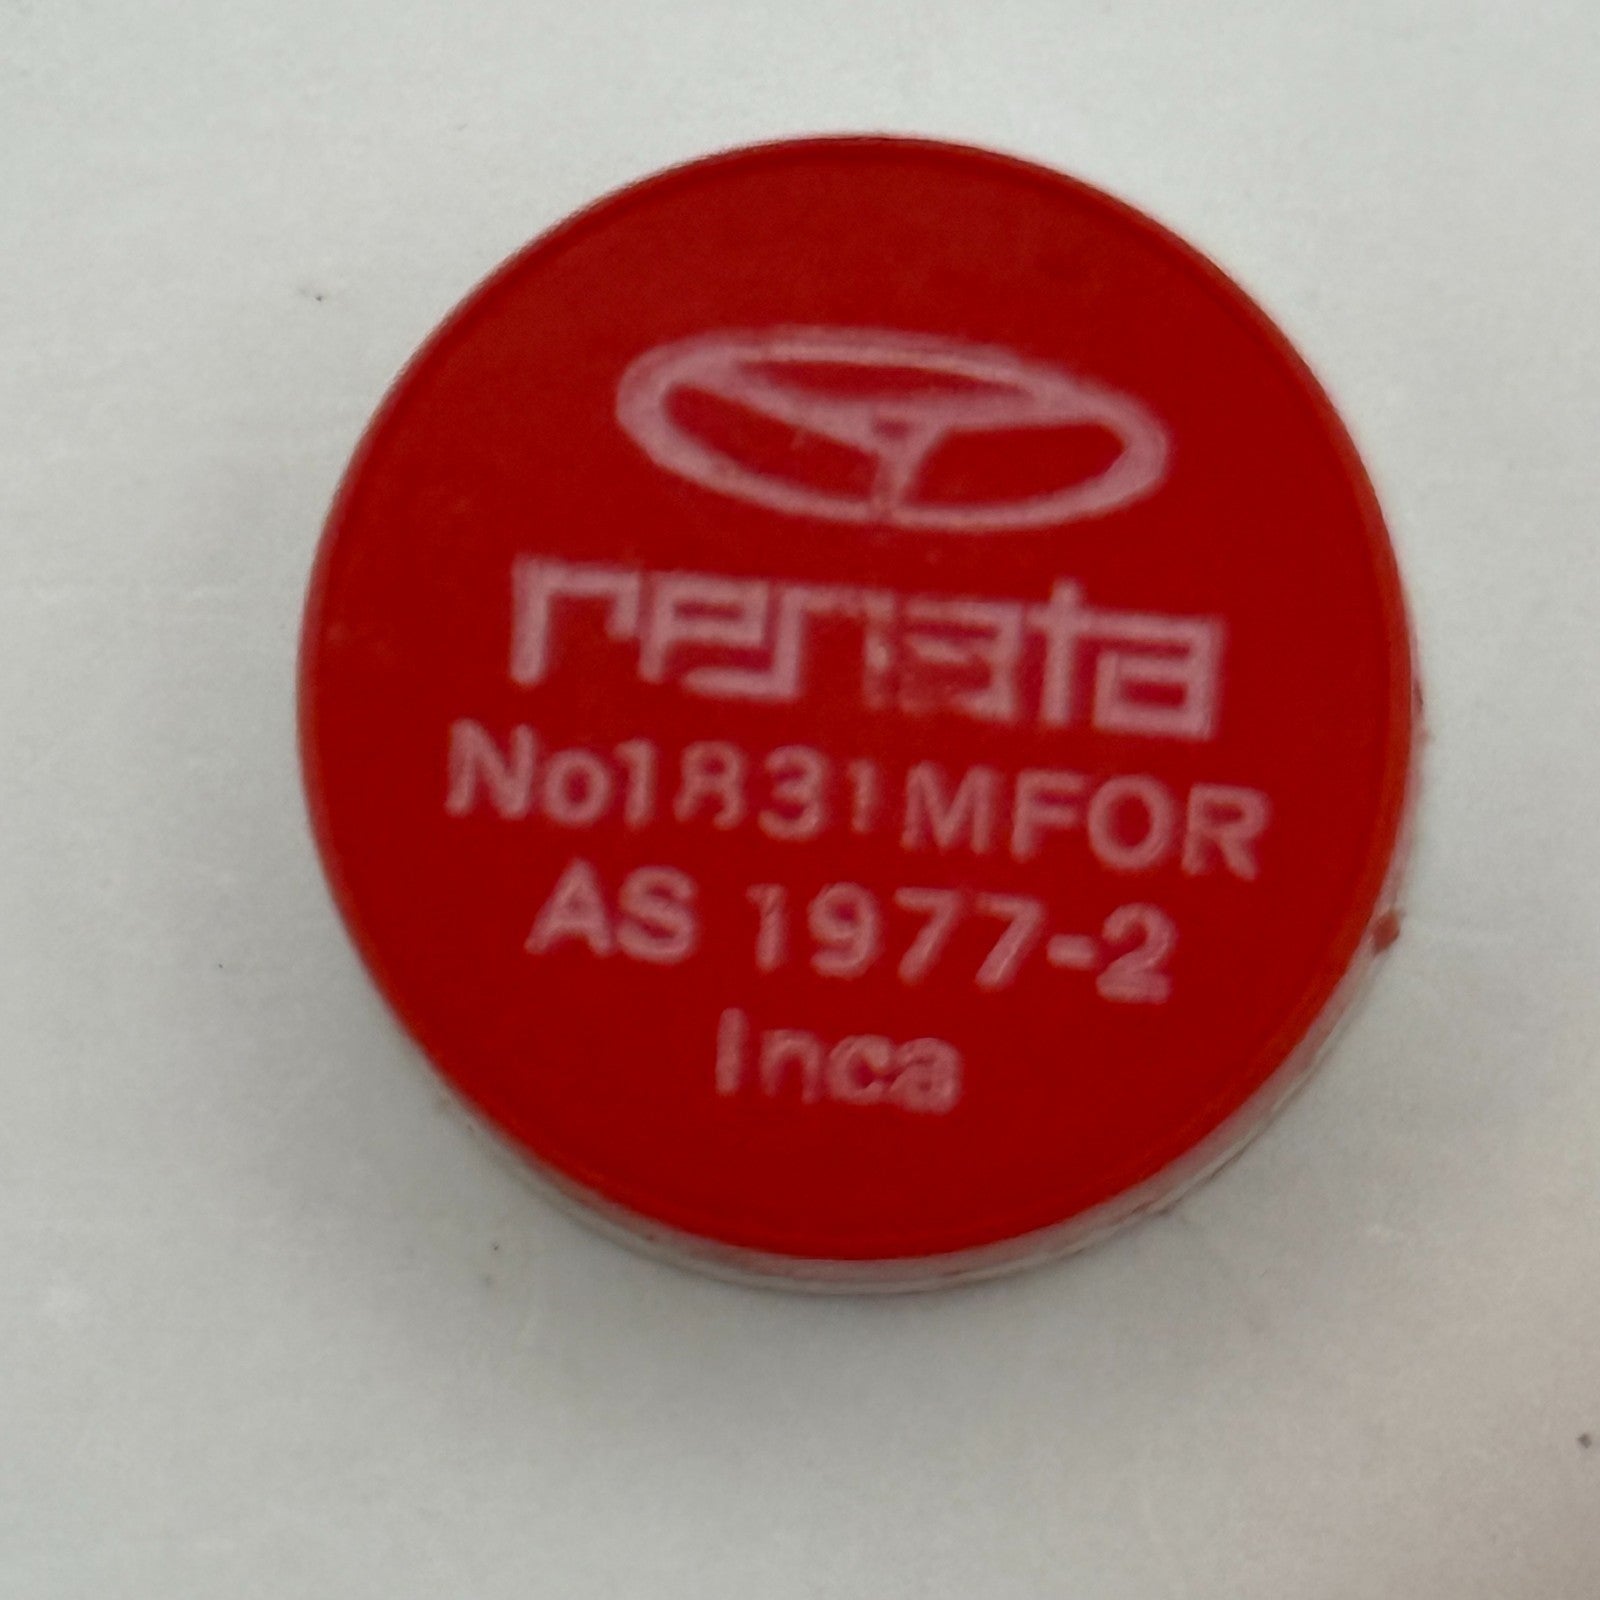 renata
No1831MFOR
AS 1977-2
Inca